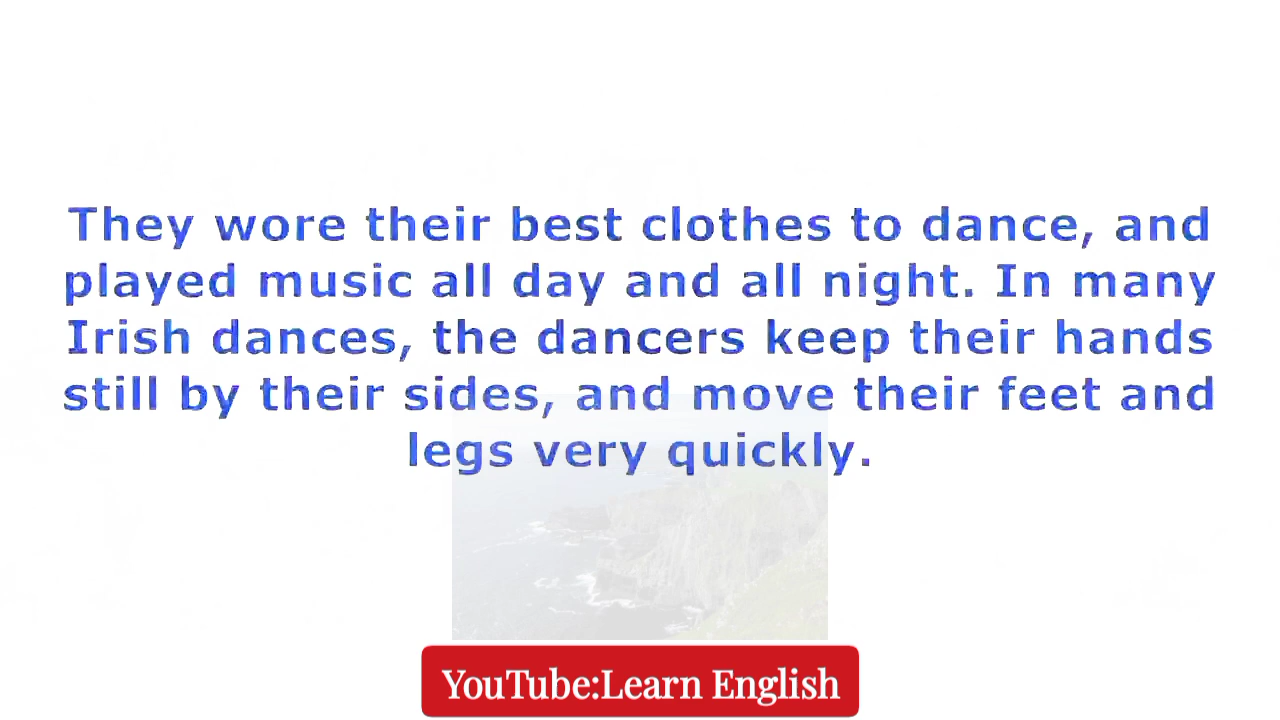 They wore their best clothes to dance, and
played music all day and all night. In many
Irish dances, the dancers keep their hands
still by their sides, and move their feet and
legs very quickly.
YouTube:Learn English